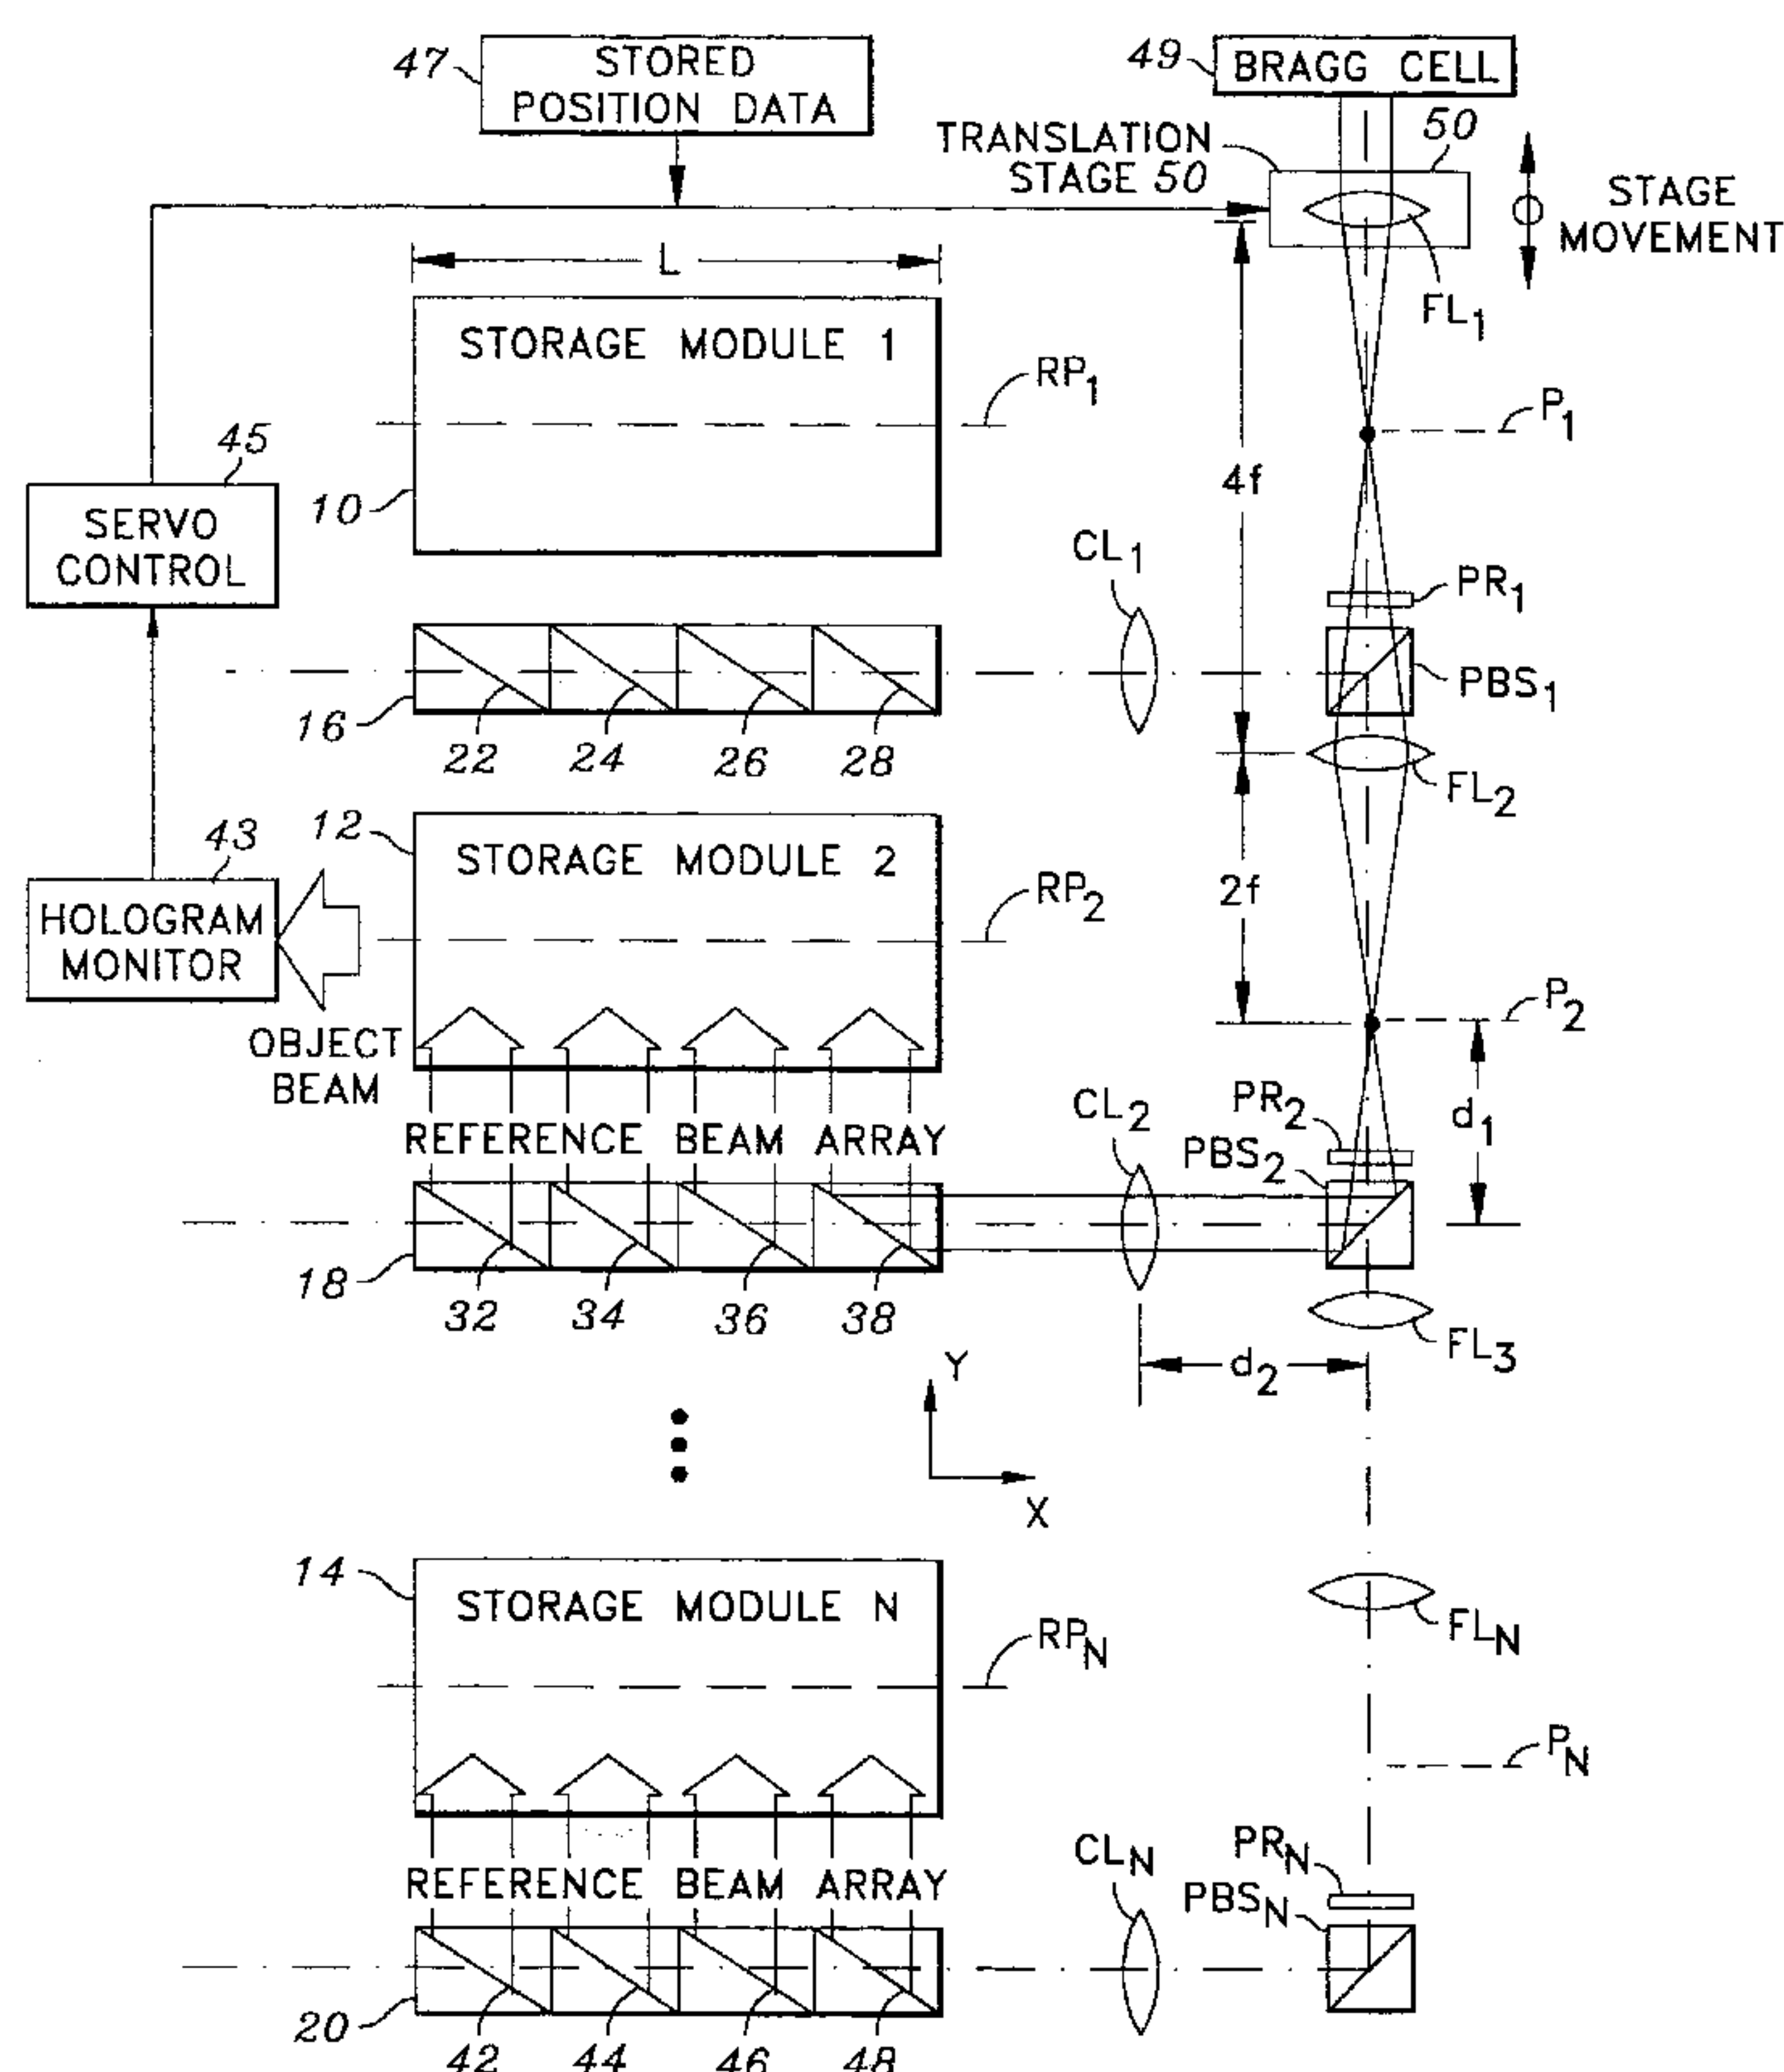 47
STORED
POSITION DATA
49
BRAGG CELL
TRANSLATION
STAGE 50
50
STAGE
MOVEMENT
L
FL1
STORAGE MODULE 1
RP1
P1
45
SERVO
CONTROL
10
4f
CL1
PR1
PBS1
16
22
24
26
28
FL2
12
STORAGE MODULE 2
RP2
2f
43
HOLOGRAM
MONITOR
OBJECT
BEAM
P2
d1
CL2
PR2
PBS2
REFERENCE BEAM ARRAY
18
32
34
36
38
FL3
d2
Y
X
14
STORAGE MODULE N
RPN
FLN
PN
CLN
PRN
PBSN
REFERENCE BEAM ARRAY
20
42
44
46
48